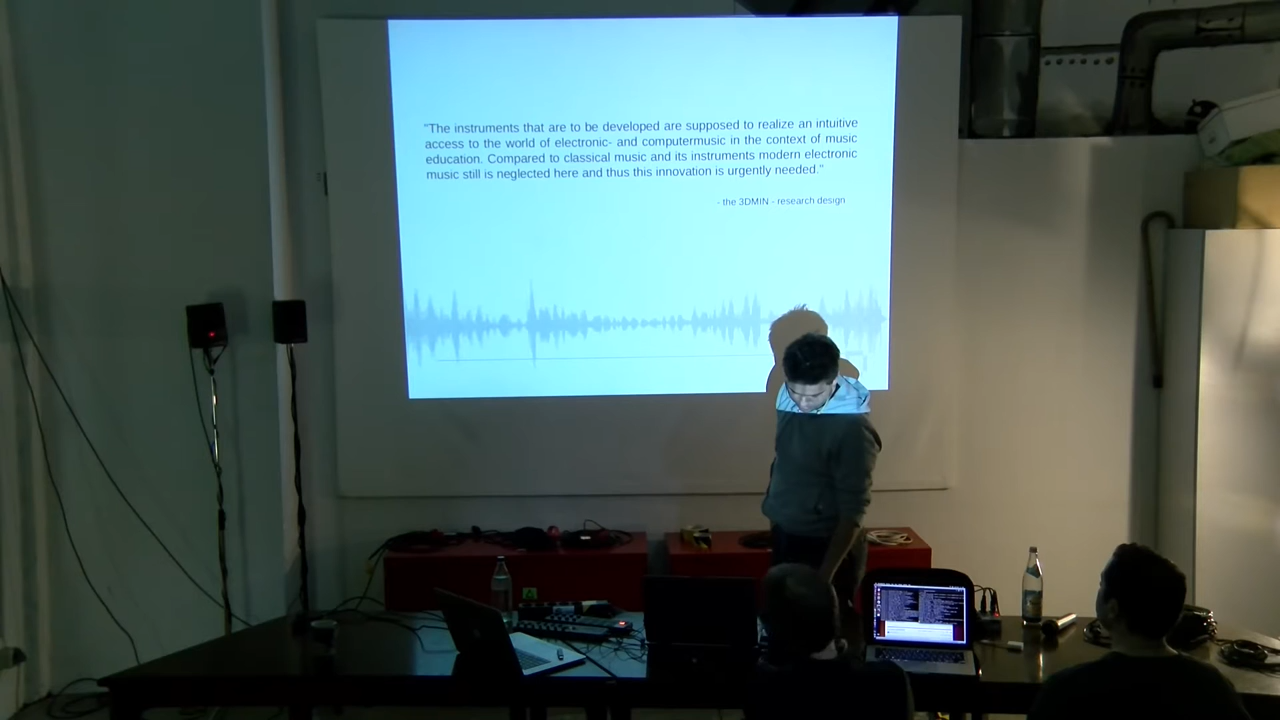 "The instruments that are to be developed are supposed to realize an intuitive
access to the world of electronic- and computermusic in the context of music
education. Compared to classical music and its instruments modern electronic
music still is neglected here and thus this innovation is urgently needed."
- the 3DMIN - research design